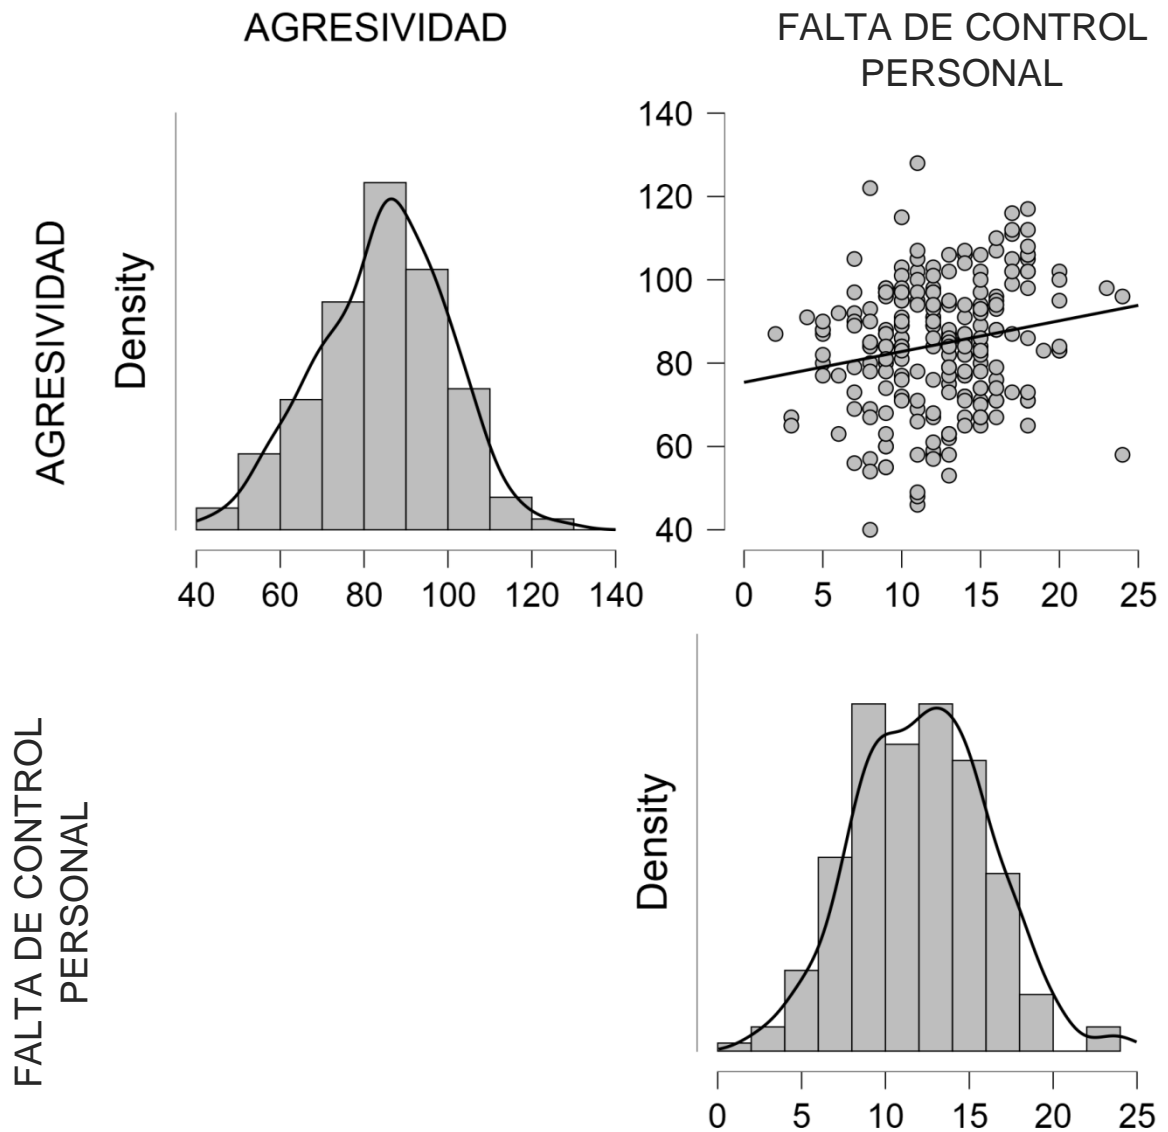 AGRESIVIDAD
FALTA DE CONTROL
PERSONAL
AGRESIVIDAD
Density
140
120
100
80
60
40
40 60 80 100 120 140
0 5 10 15 20 25
FALTA DE CONTROL
PERSONAL
Density
0 5 10 15 20 25